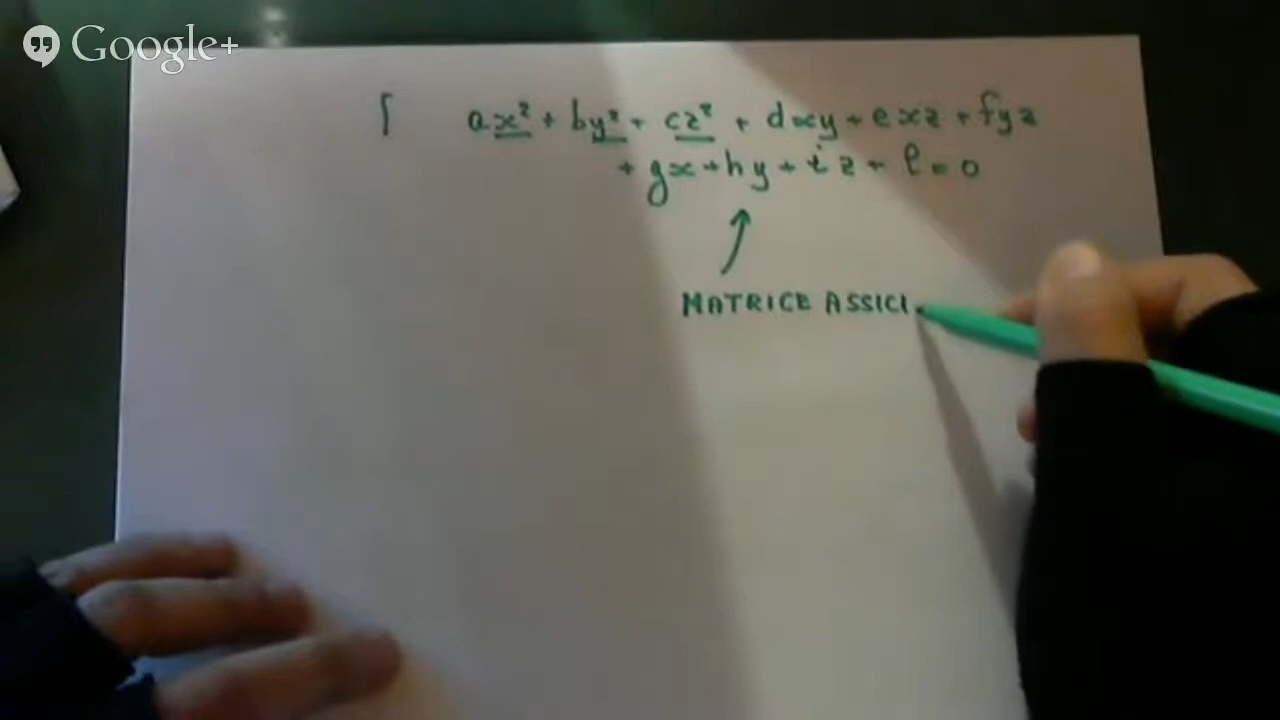 Google+
Γ ax² + by² + cz² + dxy + exz + fyz
+ gx + hy + iz + l = 0
MATRICE ASSICI